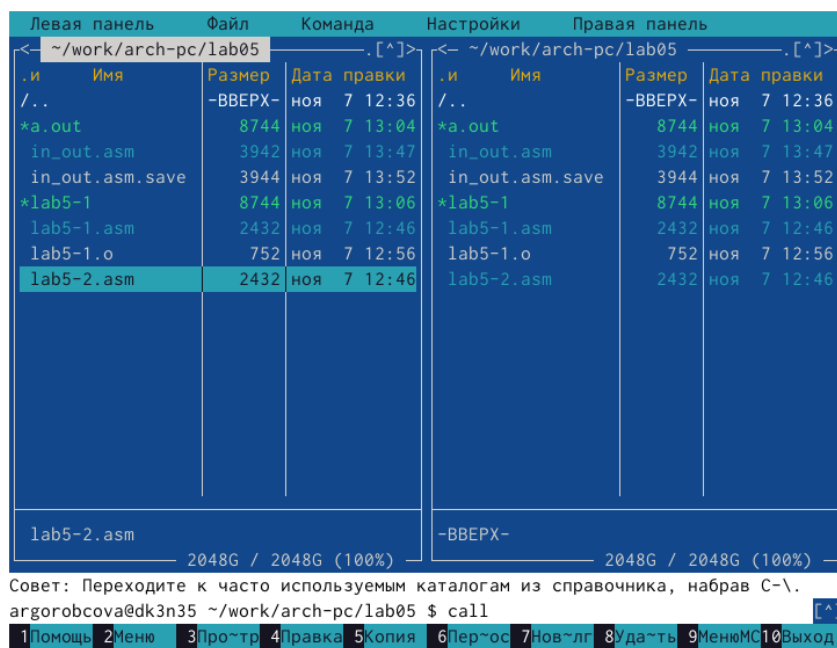 Левая панель Файл Команда Настройки Правая панель
<─ ~/work/arch-pc/lab05 ─.[^]>┐ <─ ~/work/arch-pc/lab05 ─.[^]>
.и Имя Размер Дата правки .и Имя Размер Дата правки
/.. -ВВЕРХ- ноя 7 12:36 /.. -ВВЕРХ- ноя 7 12:36
*a.out 8744 ноя 7 13:04 *a.out 8744 ноя 7 13:04
in_out.asm 3942 ноя 7 13:47 in_out.asm 3942 ноя 7 13:47
in_out.asm.save 3944 ноя 7 13:52 in_out.asm.save 3944 ноя 7 13:52
*lab5-1 8744 ноя 7 13:06 *lab5-1 8744 ноя 7 13:06
lab5-1.asm 2432 ноя 7 12:46 lab5-1.asm 2432 ноя 7 12:46
lab5-1.o 752 ноя 7 12:56 lab5-1.o 752 ноя 7 12:56
lab5-2.asm 2432 ноя 7 12:46 lab5-2.asm 2432 ноя 7 12:46
lab5-2.asm -ВВЕРХ-
2048G / 2048G (100%) 2048G / 2048G (100%)
Совет: Переходите к часто используемым каталогам из справочника, набрав C-\.
argorobcova@dk3n35 ~/work/arch-pc/lab05 $ call [^
1Помощь 2Меню 3Про~тр 4Правка 5Копия 6Пер~ос 7Нов~лг 8Уда~ть 9МенюMC 10Выход